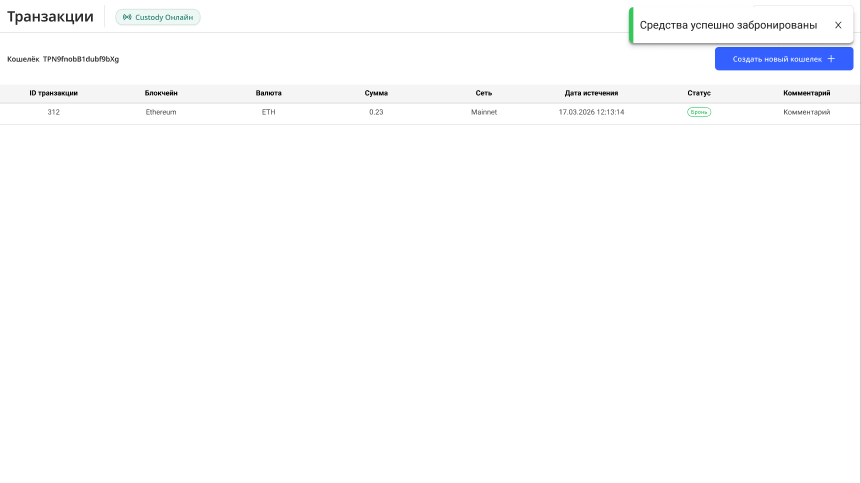 Транзакции
Custody Онлайн
Средства успешно забронированы
Кошелёк TPN9fnobB1dubf9bXg
Создать новый кошелек
ID транзакции Блокчейн Валюта Сумма Сеть Дата истечения Статус Комментарий
312 Ethereum ETH 0.23 Mainnet 17.03.2026 12:13:14 Бронь Комментарий